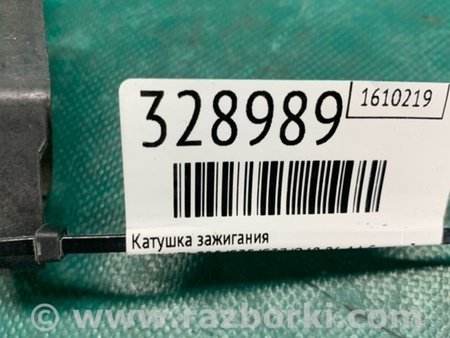 328989
1610219
Катушка зажигания
www.razborki.com